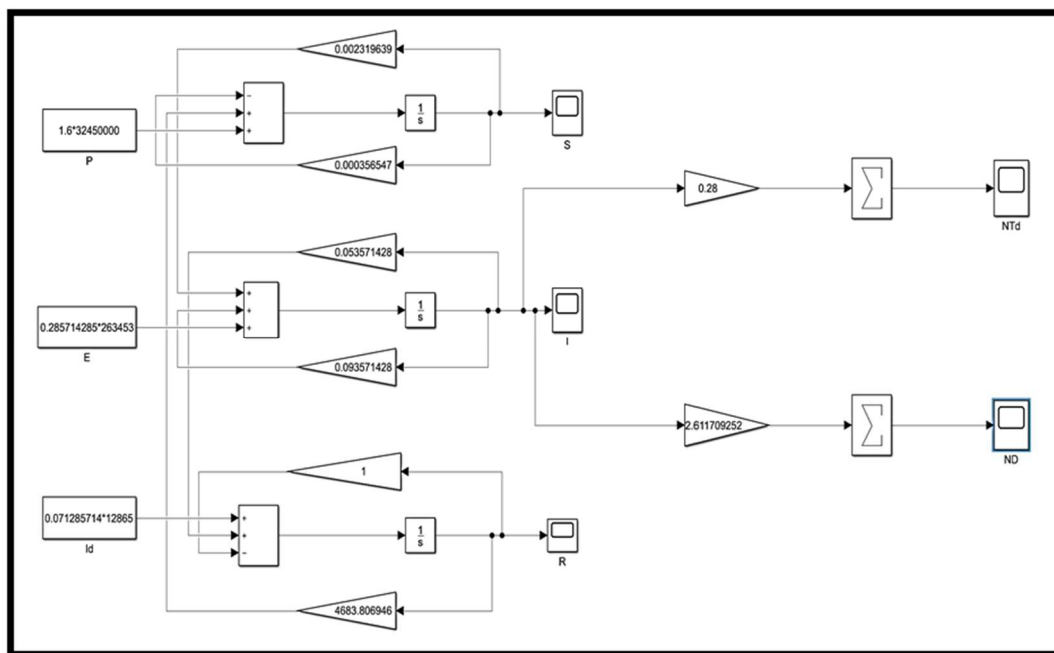 0.002319639
−
+
+
1
s
1.6*32450000
P
S
0.000356547
0.28
NTd
0.053571428
+
+
+
1
s
0.285714285*263453
E
I
0.093571428
2.611709252
ND
1
0.071285714*12865
Id
+
+
−
1
s
R
4683.806946